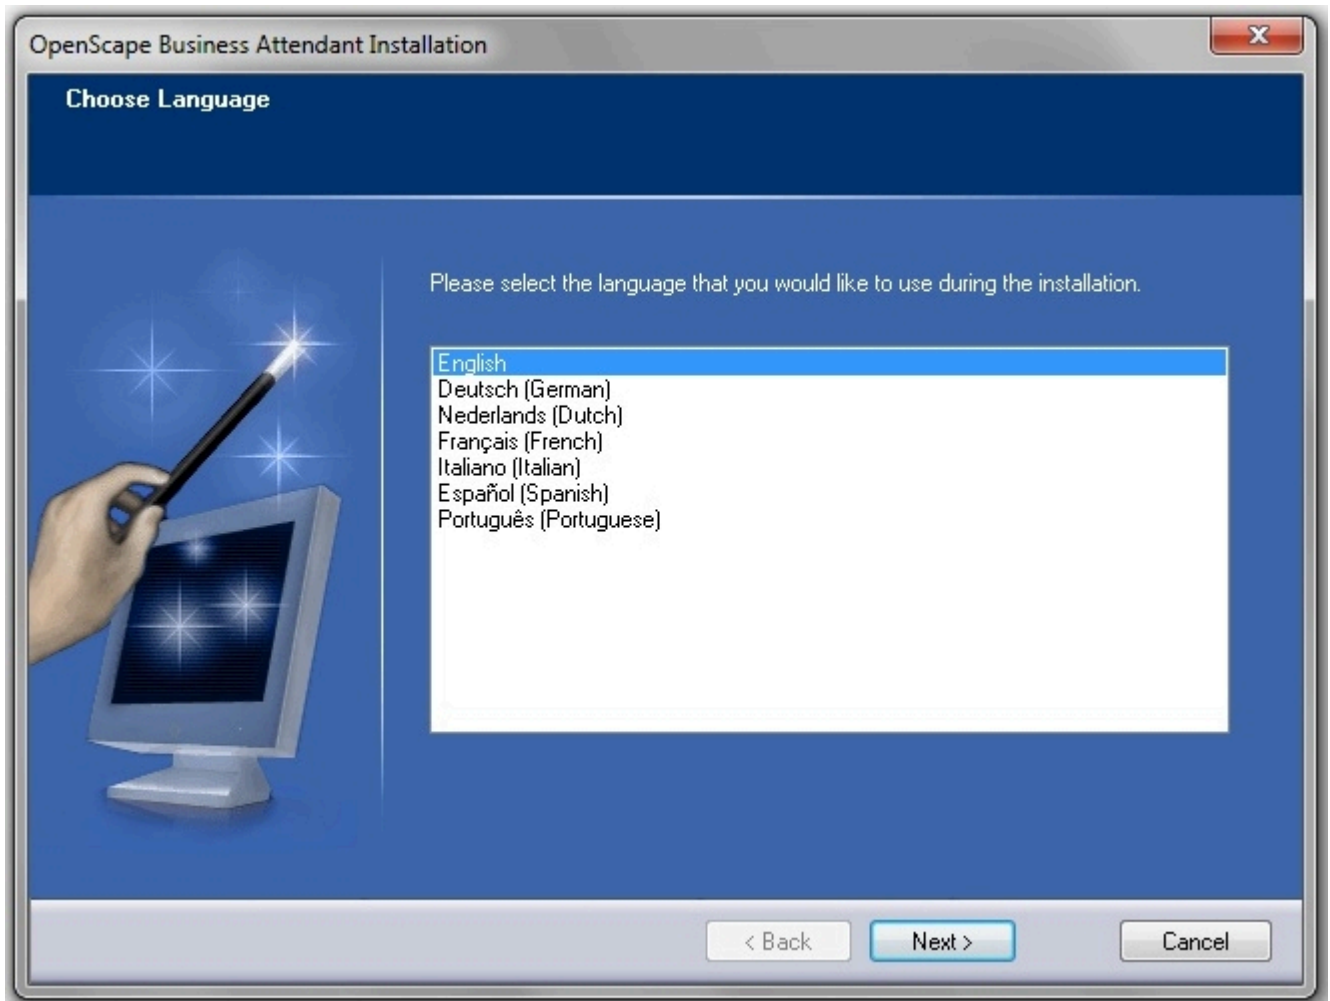 OpenScape Business Attendant Installation
Choose Language
Please select the language that you would like to use during the installation.
English
Deutsch (German)
Nederlands (Dutch)
Français (French)
Italiano (Italian)
Español (Spanish)
Português (Portuguese)
< Back
Next >
Cancel